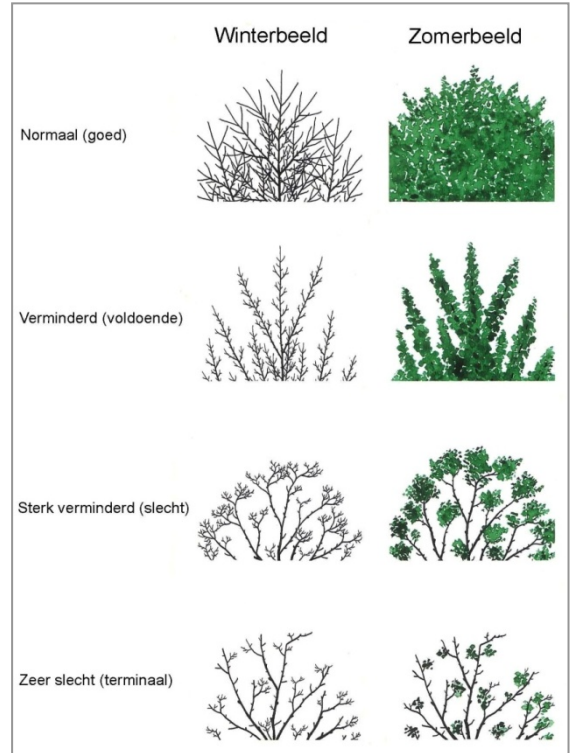 Winterbeeld Zomerbeeld
Normaal (goed)
Verminderd (voldoende)
Sterk verminderd (slecht)
Zeer slecht (terminaal)